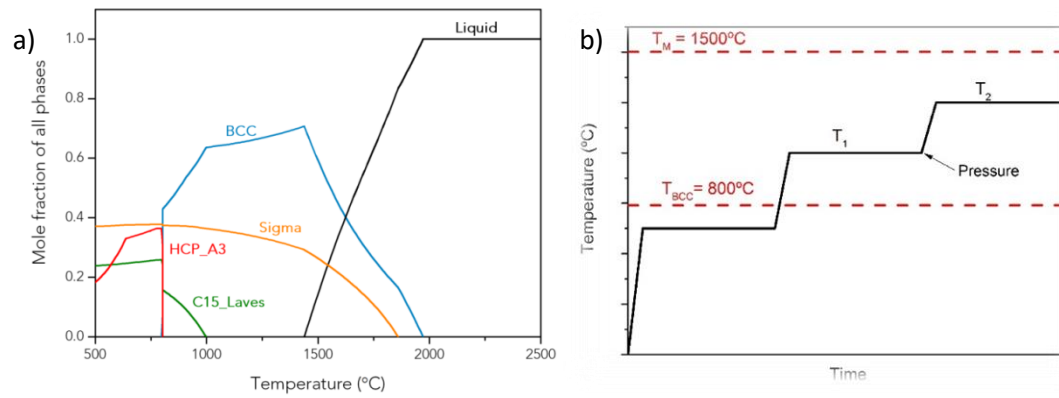 a)
Mole fraction of all phases
1.0
0.8
0.6
0.4
0.2
0.0
Liquid
BCC
Sigma
HCP_A3
C15_Laves
500
1000
1500
2000
2500
Temperature (ºC)
b)
Temperature (ºC)
T_M = 1500ºC
T_2
T_1
Pressure
T_BCC = 800ºC
Time